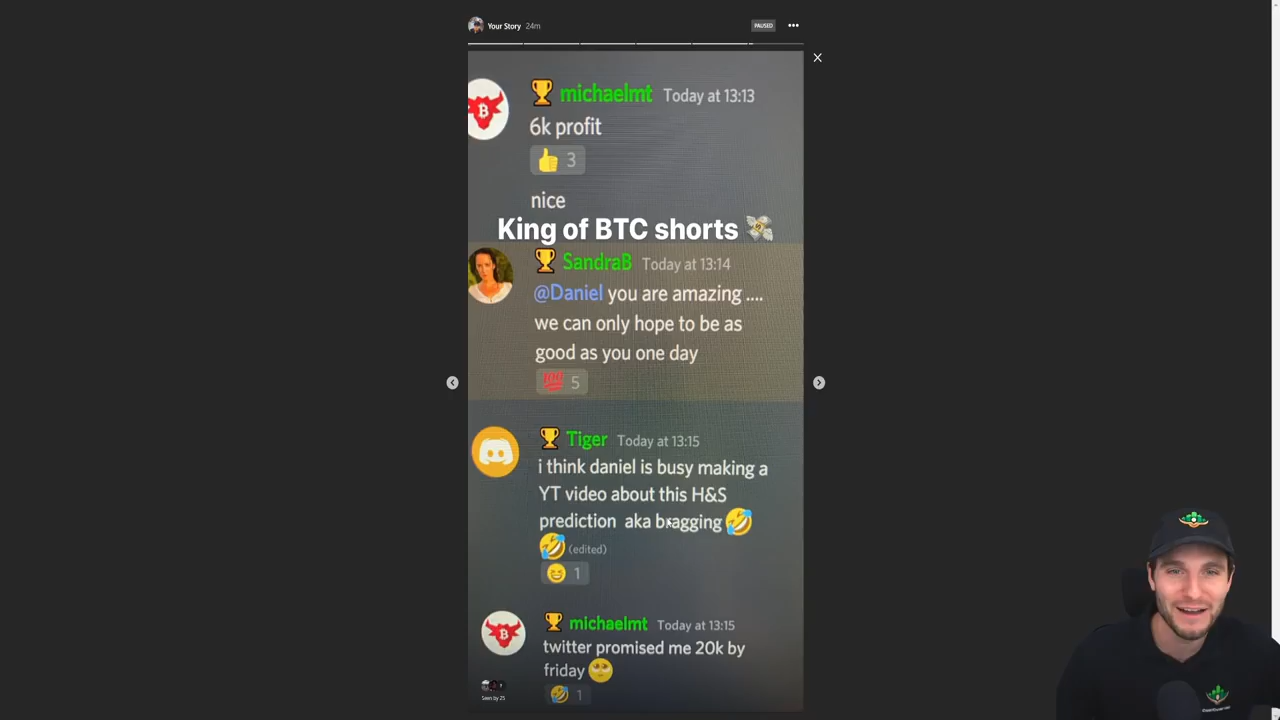 Your Story 24m
PAUSED
michaelmt Today at 13:13
6k profit
3
nice
King of BTC shorts
SandraB Today at 13:14
@Daniel you are amazing ....
we can only hope to be as
good as you one day
💯 5
Tiger Today at 13:15
i think daniel is busy making a
YT video about this H&S
prediction aka bragging 🤣
🤣 (edited)
1
michaelmt Today at 13:15
twitter promised me 20k by
friday 🥺
1
Seen by 25